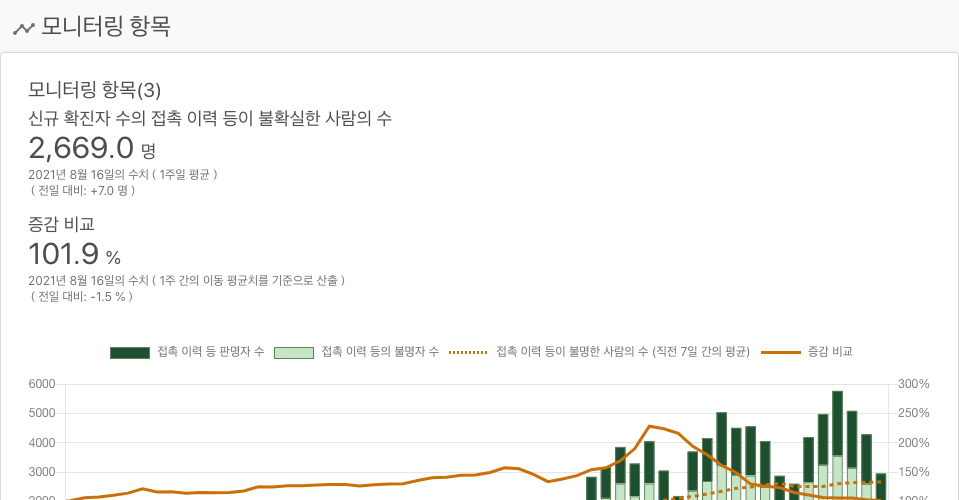 모니터링 항목
모니터링 항목(3)
신규 확진자 수의 접촉 이력 등이 불확실한 사람의 수
2,669.0 명
2021년 8월 16일의 수치 ( 1주일 평균 )
( 전일 대비: +7.0 명 )
증감 비교
101.9 %
2021년 8월 16일의 수치 ( 1주 간의 이동 평균치를 기준으로 산출 )
( 전일 대비: -1.5 % )
접촉 이력 등 판명자 수 접촉 이력 등의 불명자 수 접촉 이력 등이 불명한 사람의 수 (직전 7일 간의 평균) 증감 비교
6000 300%
5000 250%
4000 200%
3000 150%
2000 100%